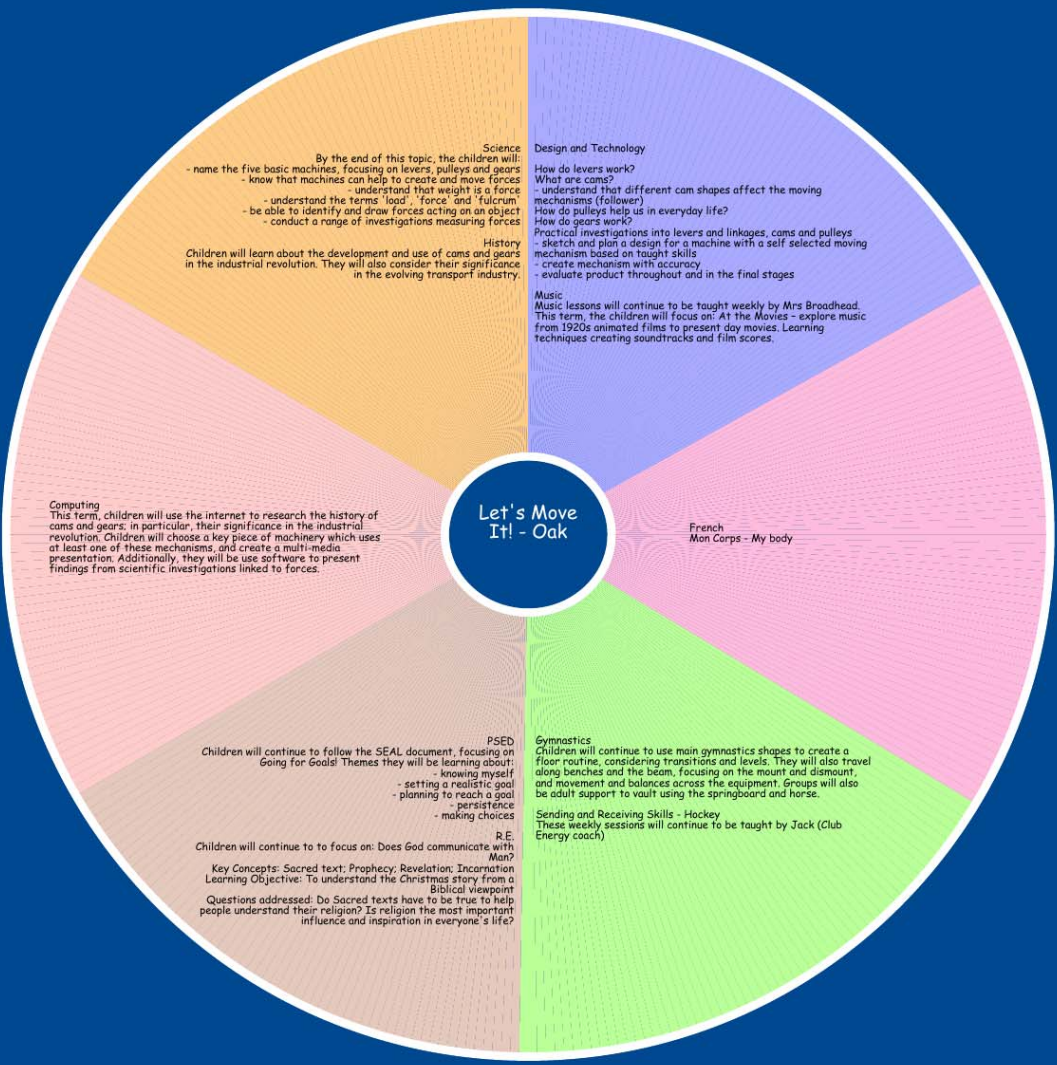 Science
By the end of this topic, the children will:
- name the five basic machines, focusing on levers, pulleys and gears
- know that machines can help to create and move forces
- understand that weight is a force
- understand the terms 'load', 'force' and 'fulcrum'
- be able to identify and draw forces acting on an object
- conduct a range of investigations measuring forces
History
Children will learn about the development and use of cams and gears
in the industrial revolution. They will also consider their significance
in the evolving transport industry.
Design and Technology
How do levers work?
What are cams?
- understand that different cam shapes affect the moving
mechanisms (follower)
How do pulleys help us in everyday life?
How do gears work?
Practical investigations into levers and linkages, cams and pulleys
- sketch and plan a design for a machine with a self selected moving
mechanism based on taught skills
- create mechanism with accuracy
- evaluate product throughout and in the final stages
Music
Music lessons will continue to be taught weekly by Mrs Broadhead.
This term, the children will focus on: At the Movies - explore music
from 1920s animated films to present day movies. Learning
techniques creating soundtracks and film scores.
Computing
This term, children will use the internet to research the history of
cams and gears; in particular, their significance in the industrial
revolution. Children will choose a key piece of machinery which uses
at least one of these mechanisms, and create a multi-media
presentation. Additionally, they will be use software to present
findings from scientific investigations linked to forces.
Let's Move
It! - Oak
French
Mon Corps - My body
PSED
Children will continue to follow the SEAL document, focusing on
Going for Goals! Themes they will be learning about:
- knowing myself
- setting a realistic goal
- planning to reach a goal
- persistence
- making choices
R.E.
Children will continue to to focus on: Does God communicate with
Man?
Key Concepts: Sacred text; Prophecy; Revelation; Incarnation
Learning Objective: To understand the Christmas story from a
Biblical viewpoint
Questions addressed: Do Sacred texts have to be true to help
people understand their religion? Is religion the most important
influence and inspiration in everyone's life?
Gymnastics
Children will continue to use main gymnastics shapes to create a
floor routine, considering transitions and levels. They will also travel
along benches and the beam, focusing on the mount and dismount,
and movement and balances across the equipment. Groups will also
be adult support to vault using the springboard and horse.
Sending and Receiving Skills - Hockey
These weekly sessions will continue to be taught by Jack (Club
Energy coach)